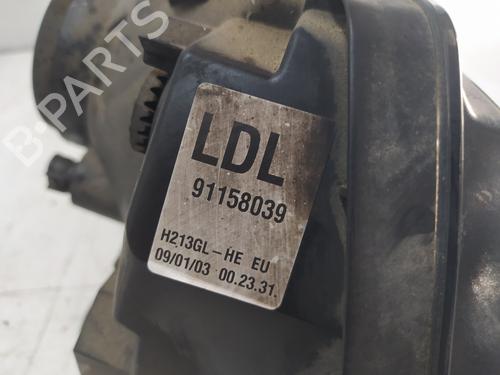 B-PARTS
LDL
91158039
H213GL-HE EU
09/01/03 00.23.31.